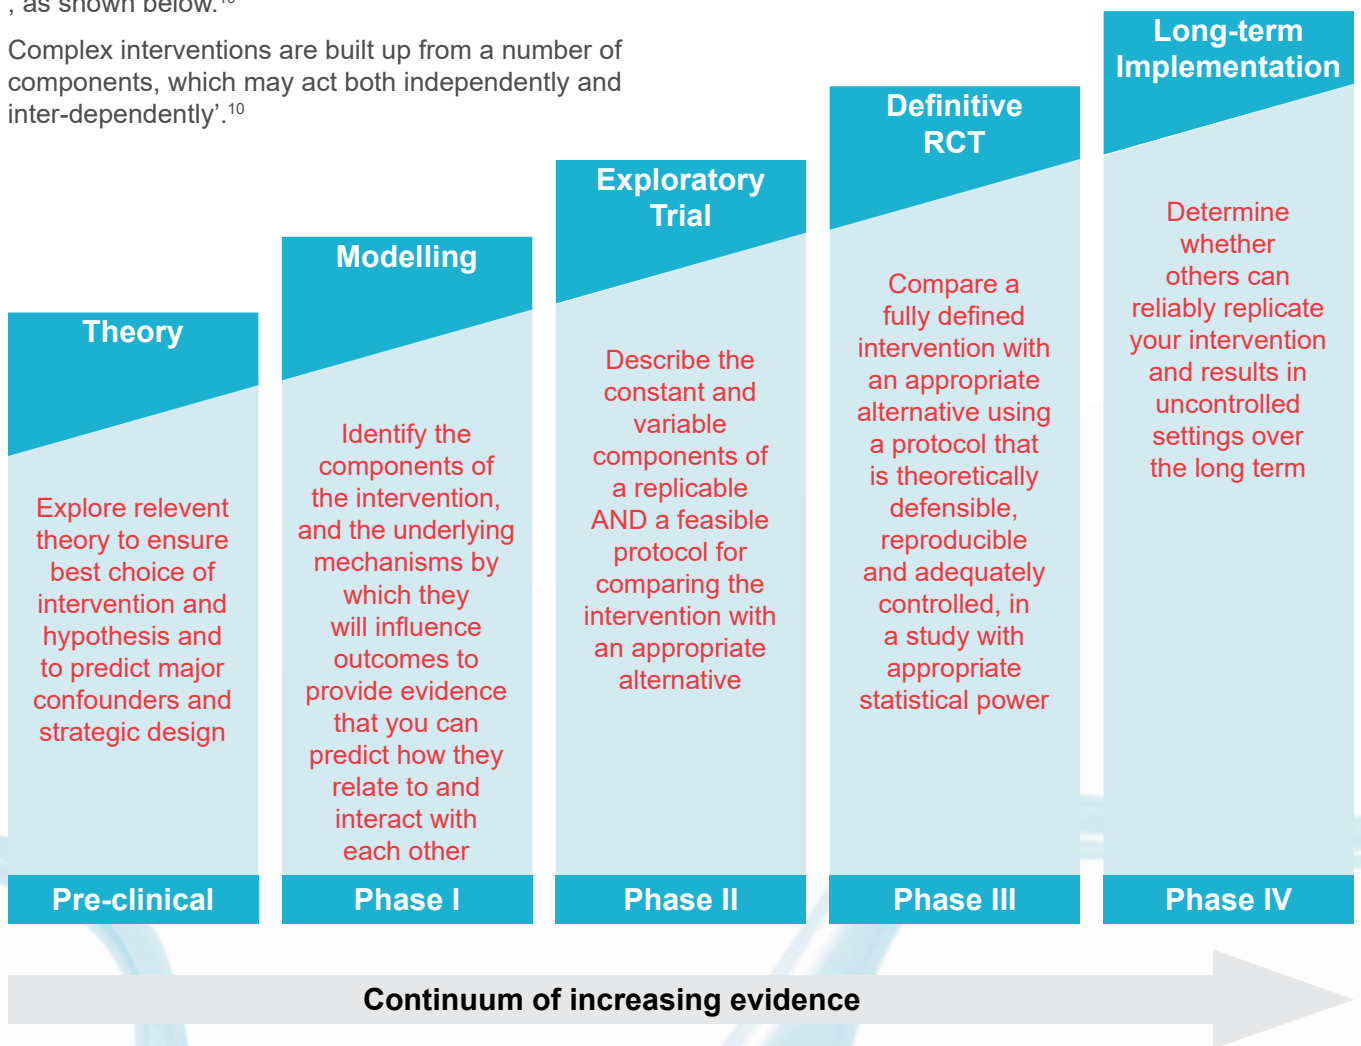 , as shown below.10
Complex interventions are built up from a number of
components, which may act both independently and
inter-dependently’.10
Theory
Explore relevent
theory to ensure
best choice of
intervention and
hypothesis and
to predict major
confounders and
strategic design
Pre-clinical
Modelling
Identify the
components of
the intervention,
and the underlying
mechanisms by
which they
will influence
outcomes to
provide evidence
that you can
predict how they
relate to and
interact with
each other
Phase I
Exploratory
Trial
Describe the
constant and
variable
components of
a replicable
AND a feasible
protocol for
comparing the
intervention with
an appropriate
alternative
Phase II
Definitive
RCT
Compare a
fully defined
intervention with
an appropriate
alternative using
a protocol that
is theoretically
defensible,
reproducible
and adequately
controlled, in
a study with
appropriate
statistical power
Phase III
Long-term
Implementation
Determine
whether
others can
reliably replicate
your intervention
and results in
uncontrolled
settings over
the long term
Phase IV
Continuum of increasing evidence